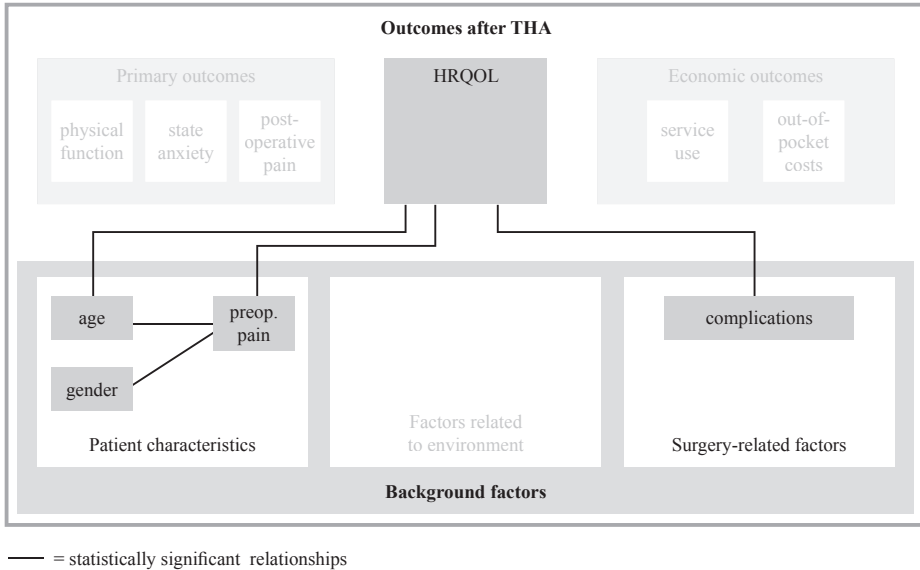 Outcomes after THA
Primary outcomes
physical
function
state
anxiety
post-
operative
pain
HRQOL
Economic outcomes
service
use
out-of-
pocket
costs
age
preop.
pain
gender
Patient characteristics
Factors related
to environment
complications
Surgery-related factors
Background factors
= statistically significant relationships